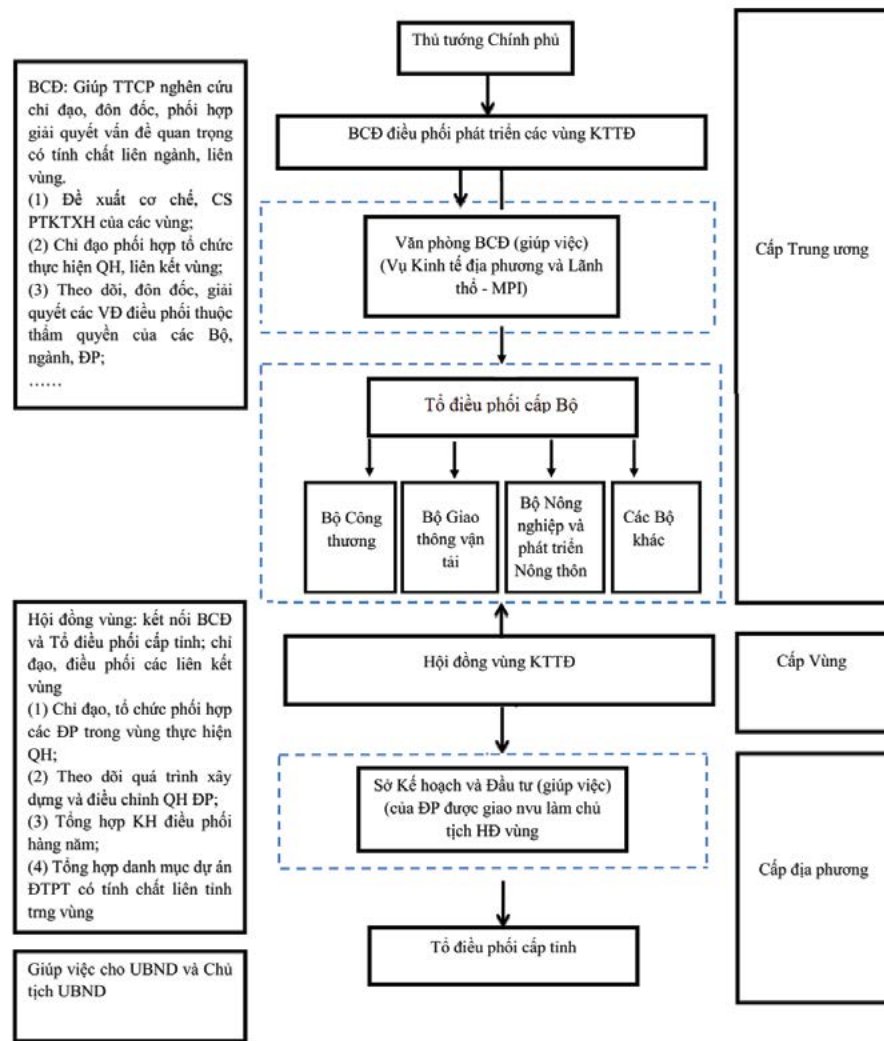 Thủ tướng Chính phủ
BCĐ: Giúp TTCP nghên cứu
chỉ đạo, đôn đốc, phối hợp
giải quyết vấn đề quan trọng
có tính chất liên ngành, liên
vùng.
(1) Đề xuất cơ chế, CS
PTKTXH của các vùng;
(2) Chỉ đạo phối hợp tổ chức
thực hiện QH, liên kết vùng;
(3) Theo dõi, đôn đốc, giải
quyết các VĐ điều phối thuộc
thẩm quyền của các Bộ,
ngành, ĐP;
......
BCĐ điều phối phát triển các vùng KTTĐ
Văn phòng BCĐ (giúp việc)
(Vụ Kinh tế địa phương và Lãnh
thổ - MPI)
Cấp Trung ương
Tổ điều phối cấp Bộ
Bộ Công
thương
Bộ Giao
thông vận
tải
Bộ Nông
nghiệp và
phát triển
Nông thôn
Các Bộ
khác
Hội đồng vùng: kết nối BCĐ
và Tổ điều phối cấp tỉnh; chỉ
đạo, điều phối các liên kết
vùng
(1) Chỉ đạo, tổ chức phối hợp
các ĐP trong vùng thực hiện
QH;
(2) Theo dõi quá trình xây
dựng và điều chỉnh QH ĐP;
(3) Tổng hợp KH điều phối
hàng năm;
(4) Tổng hợp danh mục dự án
ĐTPT có tính chất liên tỉnh
trng vùng
Hội đồng vùng KTTĐ
Cấp Vùng
Sở Kế hoạch và Đầu tư (giúp việc)
(của ĐP được giao nvu làm chủ
tịch HĐ vùng
Cấp địa phương
Tổ điều phối cấp tỉnh
Giúp việc cho UBND và Chủ
tịch UBND